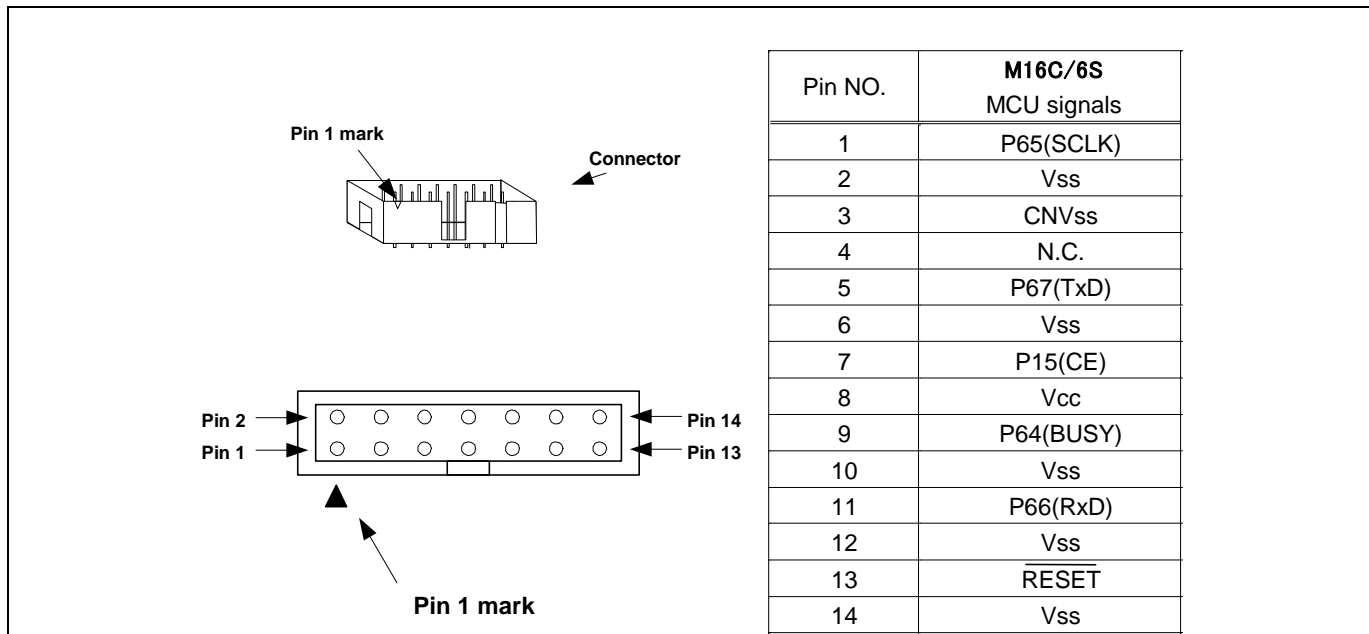 Pin 1 mark
Connector
Pin 2
Pin 14
Pin 1
Pin 13
Pin 1 mark
Pin NO. M16C/6S MCU signals
1 P65(SCLK)
2 Vss
3 CNVss
4 N.C.
5 P67(TxD)
6 Vss
7 P15(CE)
8 Vcc
9 P64(BUSY)
10 Vss
11 P66(RxD)
12 Vss
13 RESET
14 Vss